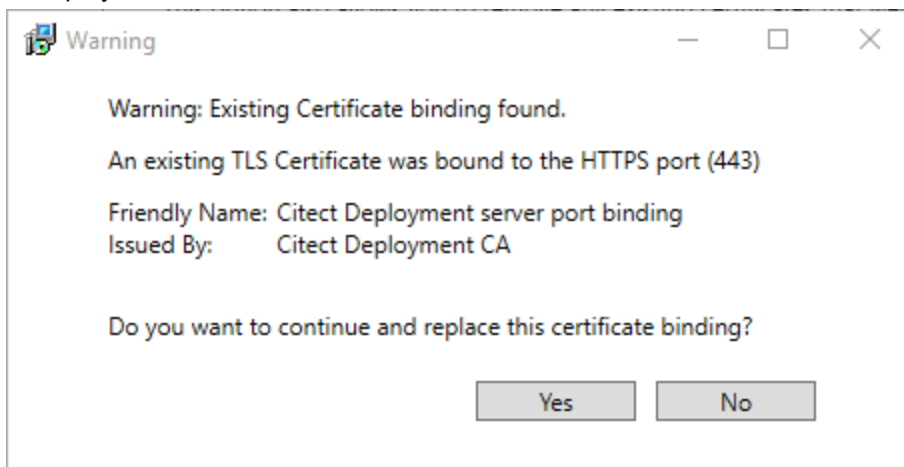 Warning
Warning: Existing Certificate binding found.
An existing TLS Certificate was bound to the HTTPS port (443)
Friendly Name: Citect Deployment server port binding
Issued By: Citect Deployment CA
Do you want to continue and replace this certificate binding?
Yes No